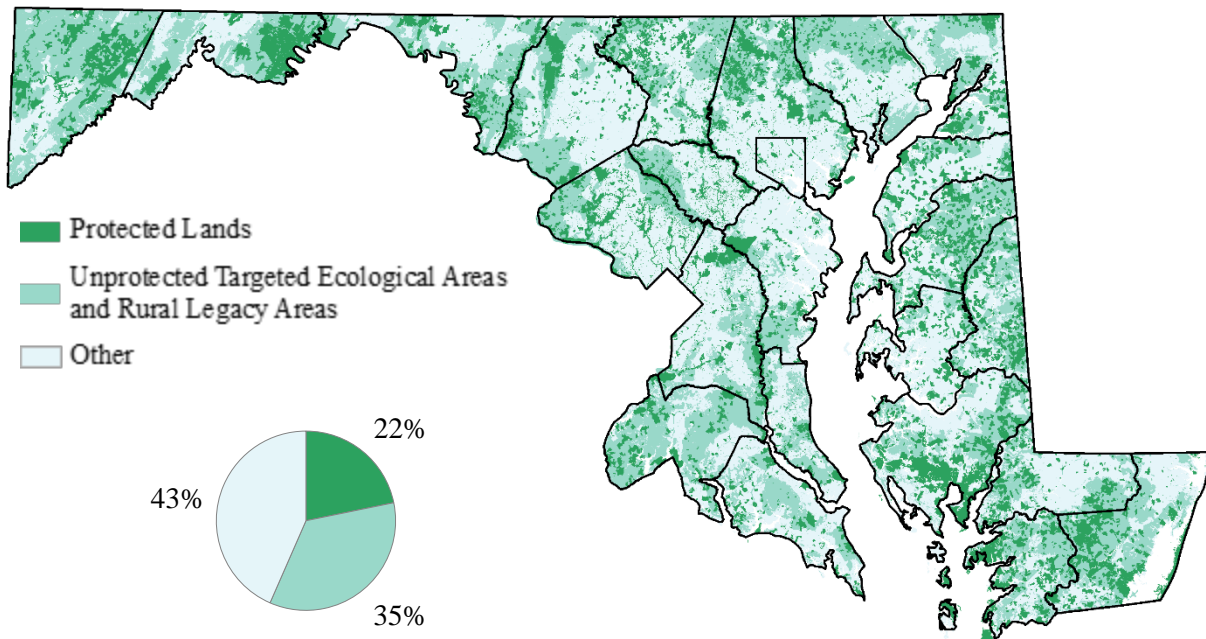 Protected Lands
Unprotected Targeted Ecological Areas
and Rural Legacy Areas
Other
22%
43%
35%